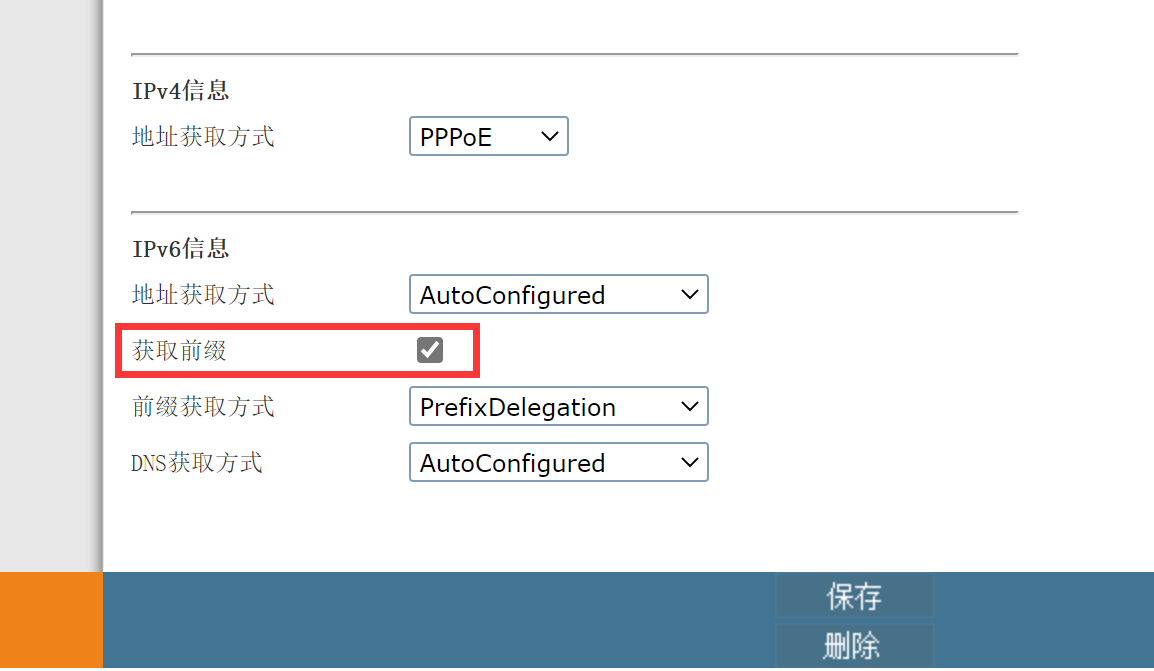 IPv4信息
地址获取方式 PPPoE
IPv6信息
地址获取方式 AutoConfigured
获取前缀
前缀获取方式 PrefixDelegation
DNS获取方式 AutoConfigured
保存
删除